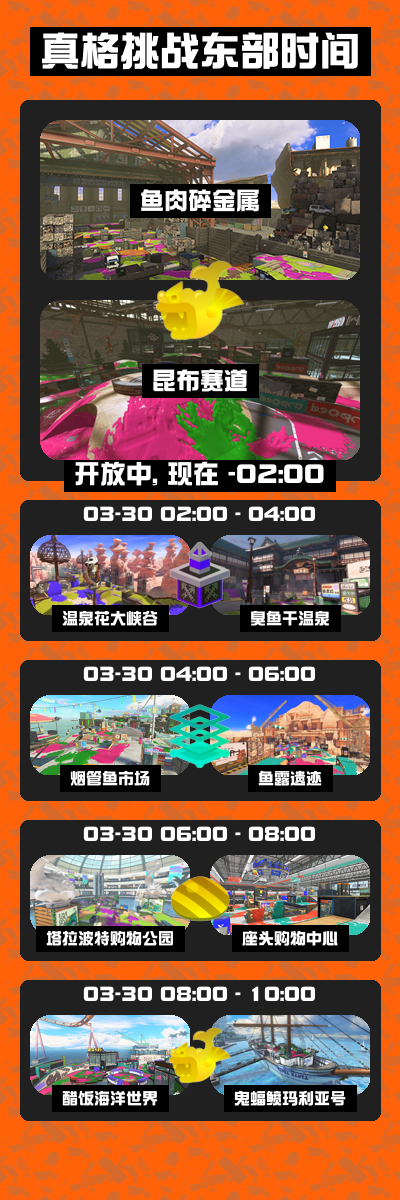 真格挑战东部时间
鱼肉碎金属
昆布赛道
开放中, 现在 -02:00
03-30 02:00 - 04:00
温泉花大峡谷
臭鱼干温泉
03-30 04:00 - 06:00
烟管鱼市场
鱼露遗迹
03-30 06:00 - 08:00
塔拉波特购物公园
座头购物中心
03-30 08:00 - 10:00
醋饭海洋世界
鬼蝠鲼玛利亚号